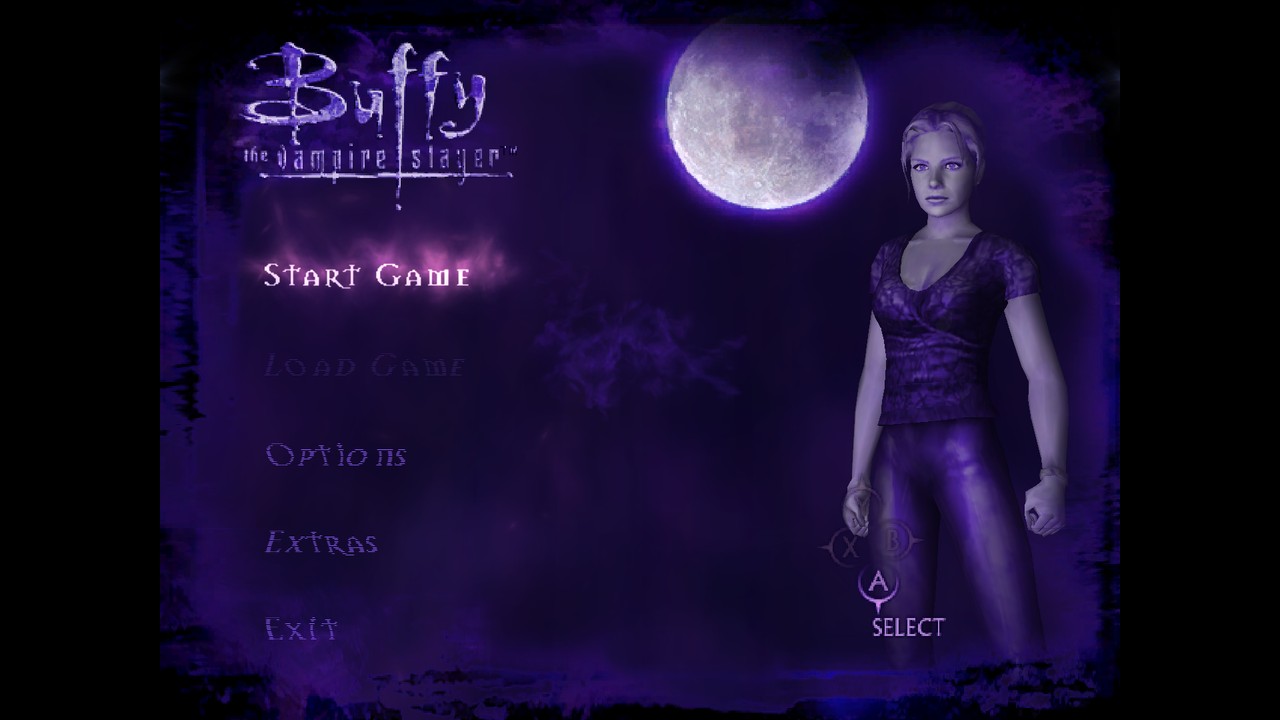 Buffy
the vampire slayer™
Start Game
Load Game
Options
Extras
Exit
X B
A
SELECT